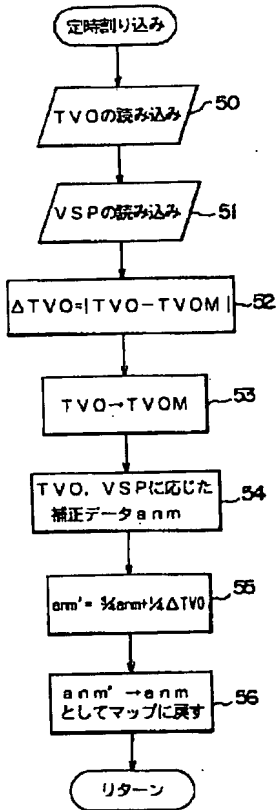 定時割り込み
TVOの読み込み
50
VSPの読み込み
51
ΔTVO=|TVO-TVOM|
52
TVO→TVOM
53
TVO, VSPに応じた
補正データanm
54
anm'= ¾anm+¼ΔTVO
55
anm'→anm
としてマップに戻す
56
リターン